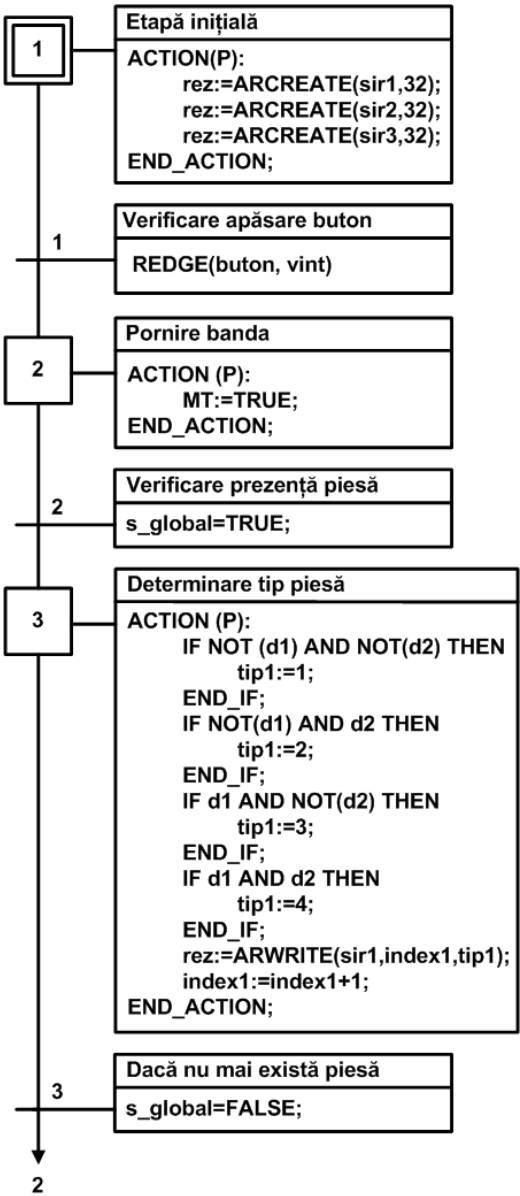 Etapă inițială
1
ACTION(P):
rez:=ARCREATE(sir1,32);
rez:=ARCREATE(sir2,32);
rez:=ARCREATE(sir3,32);
END_ACTION;
Verificare apăsare buton
1
REDGE(buton, vint)
Pornire banda
2
ACTION (P):
MT:=TRUE;
END_ACTION;
Verificare prezență piesă
2
s_global=TRUE;
Determinare tip piesă
3
ACTION (P):
IF NOT (d1) AND NOT(d2) THEN
tip1:=1;
END_IF;
IF NOT(d1) AND d2 THEN
tip1:=2;
END_IF;
IF d1 AND NOT(d2) THEN
tip1:=3;
END_IF;
IF d1 AND d2 THEN
tip1:=4;
END_IF;
rez:=ARWRITE(sir1,index1,tip1);
index1:=index1+1;
END_ACTION;
Dacă nu mai există piesă
3
s_global=FALSE;
2